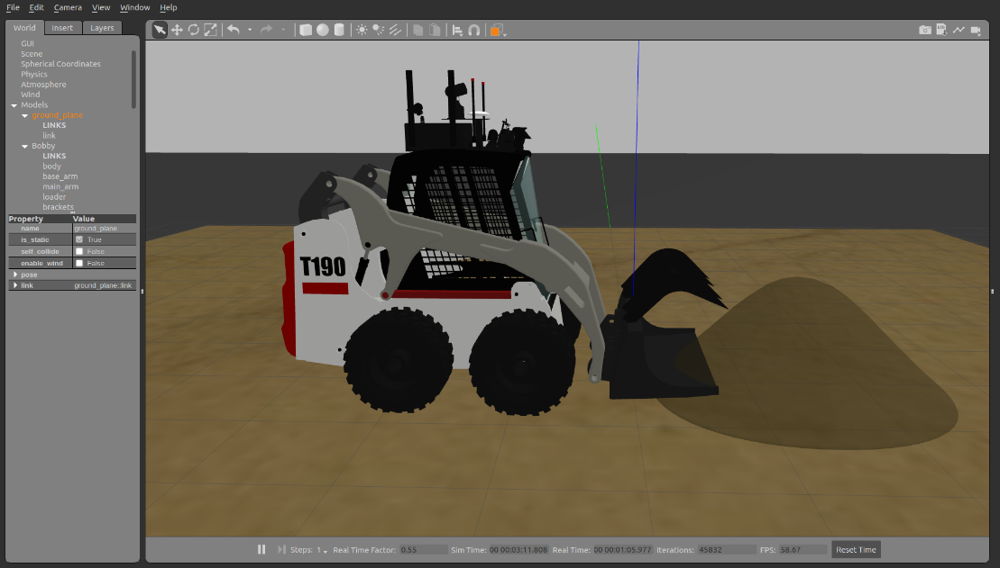 File Edit Camera View Window Help
World Insert Layers
GUI
Scene
Spherical Coordinates
Physics
Atmosphere
Wind
Models
ground_plane
LINKS
link
Bobby
LINKS
body
base_arm
main_arm
loader
brackets
Property Value
name ground_plane
is_static True
self_collide False
enable_wind False
pose
link ground_plane::link
T190
Steps: 1 Real Time Factor: 0.55 Sim Time: 00 00:03:11.808 Real Time: 00 00:01:05.977 Iterations: 45832 FPS: 58.67 Reset Time